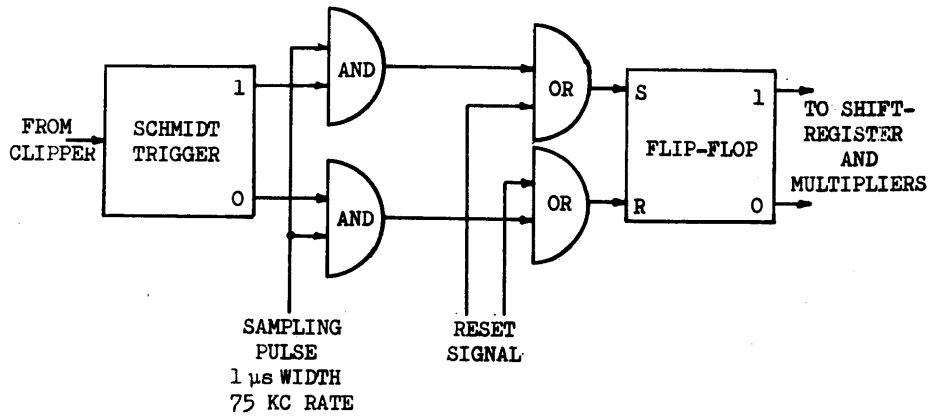 FROM
CLIPPER
SCHMIDT
TRIGGER
1
0
AND
AND
SAMPLING
PULSE
1 µs WIDTH
75 KC RATE
OR
OR
RESET
SIGNAL
S
R
FLIP-FLOP
1
0
TO SHIFT-
REGISTER
AND
MULTIPLIERS